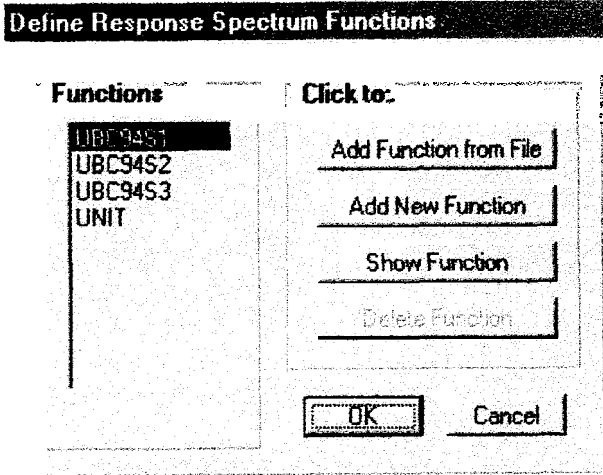 Define Response Spectrum Functions
Functions
UBC94S1
UBC94S2
UBC94S3
UNIT
Click to:
Add Function from File
Add New Function
Show Function
Delete Function
OK
Cancel